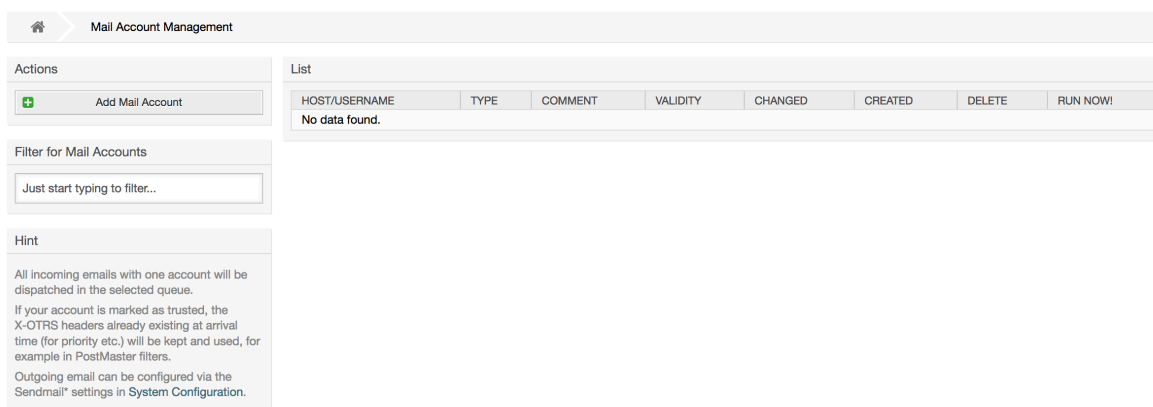 Mail Account Management
Actions
Add Mail Account
Filter for Mail Accounts
Just start typing to filter...
Hint
All incoming emails with one account will be
dispatched in the selected queue.
If your account is marked as trusted, the
X-OTRS headers already existing at arrival
time (for priority etc.) will be kept and used, for
example in PostMaster filters.
Outgoing email can be configured via the
Sendmail* settings in System Configuration.
List
HOST/USERNAME TYPE COMMENT VALIDITY CHANGED CREATED DELETE RUN NOW!
No data found.